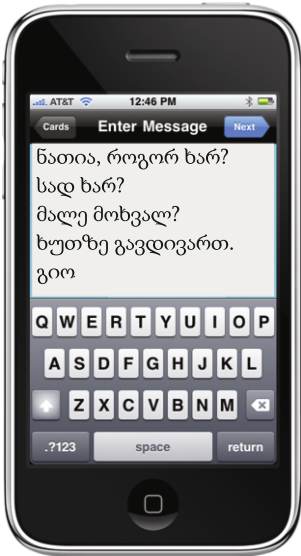 AT&T 12:46 PM
Cards Enter Message Next
ნათია, როგორ ხარ?
სად ხარ?
მალე მოხვალ?
ხუთზე გავდივართ.
გიო
Q W E R T Y U I O P
A S D F G H J K L
Z X C V B N M
.?123 space return